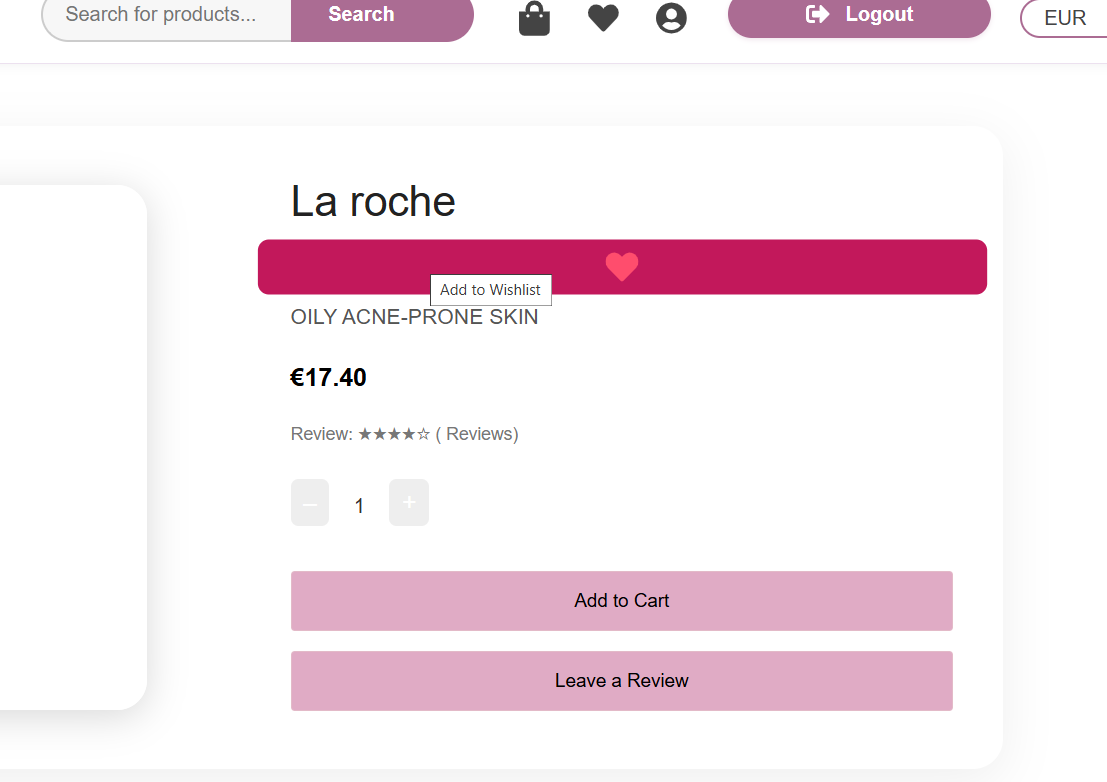 Search for products...
Search
Logout
EUR
La roche
Add to Wishlist
OILY ACNE-PRONE SKIN
€17.40
Review: ★★★★☆ ( Reviews)
– 1 +
Add to Cart
Leave a Review